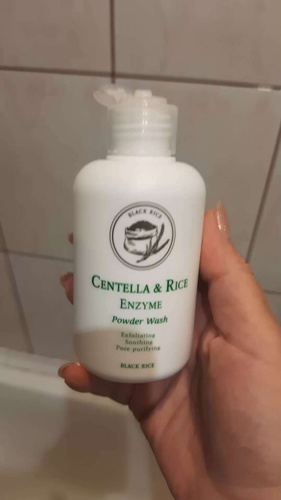 BLACK RICE
CENTELLA & RICE
ENZYME
Powder Wash
Exfoliating
Soothing
Pore purifying
BLACK RICE